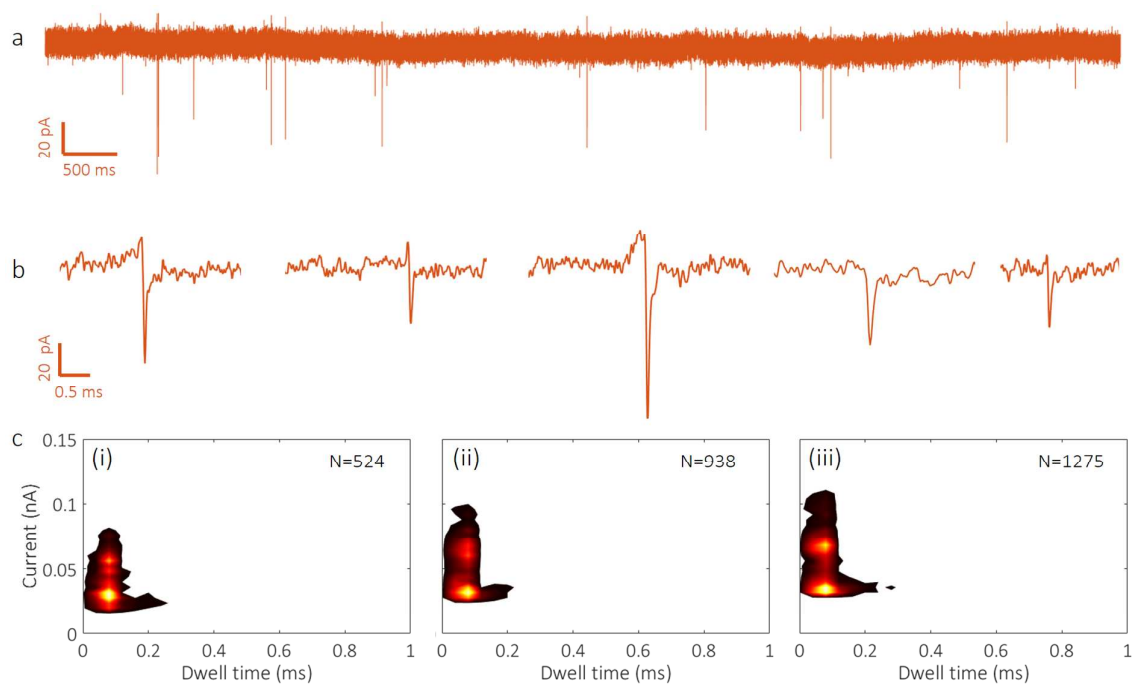 a
20 pA
500 ms
b
20 pA
0.5 ms
c
0.15
(i)
N=524
(ii)
N=938
(iii)
N=1275
0.1
Current (nA)
0.05
0
0 0.2 0.4 0.6 0.8 1 0 0.2 0.4 0.6 0.8 1 0 0.2 0.4 0.6 0.8 1
Dwell time (ms) Dwell time (ms) Dwell time (ms)